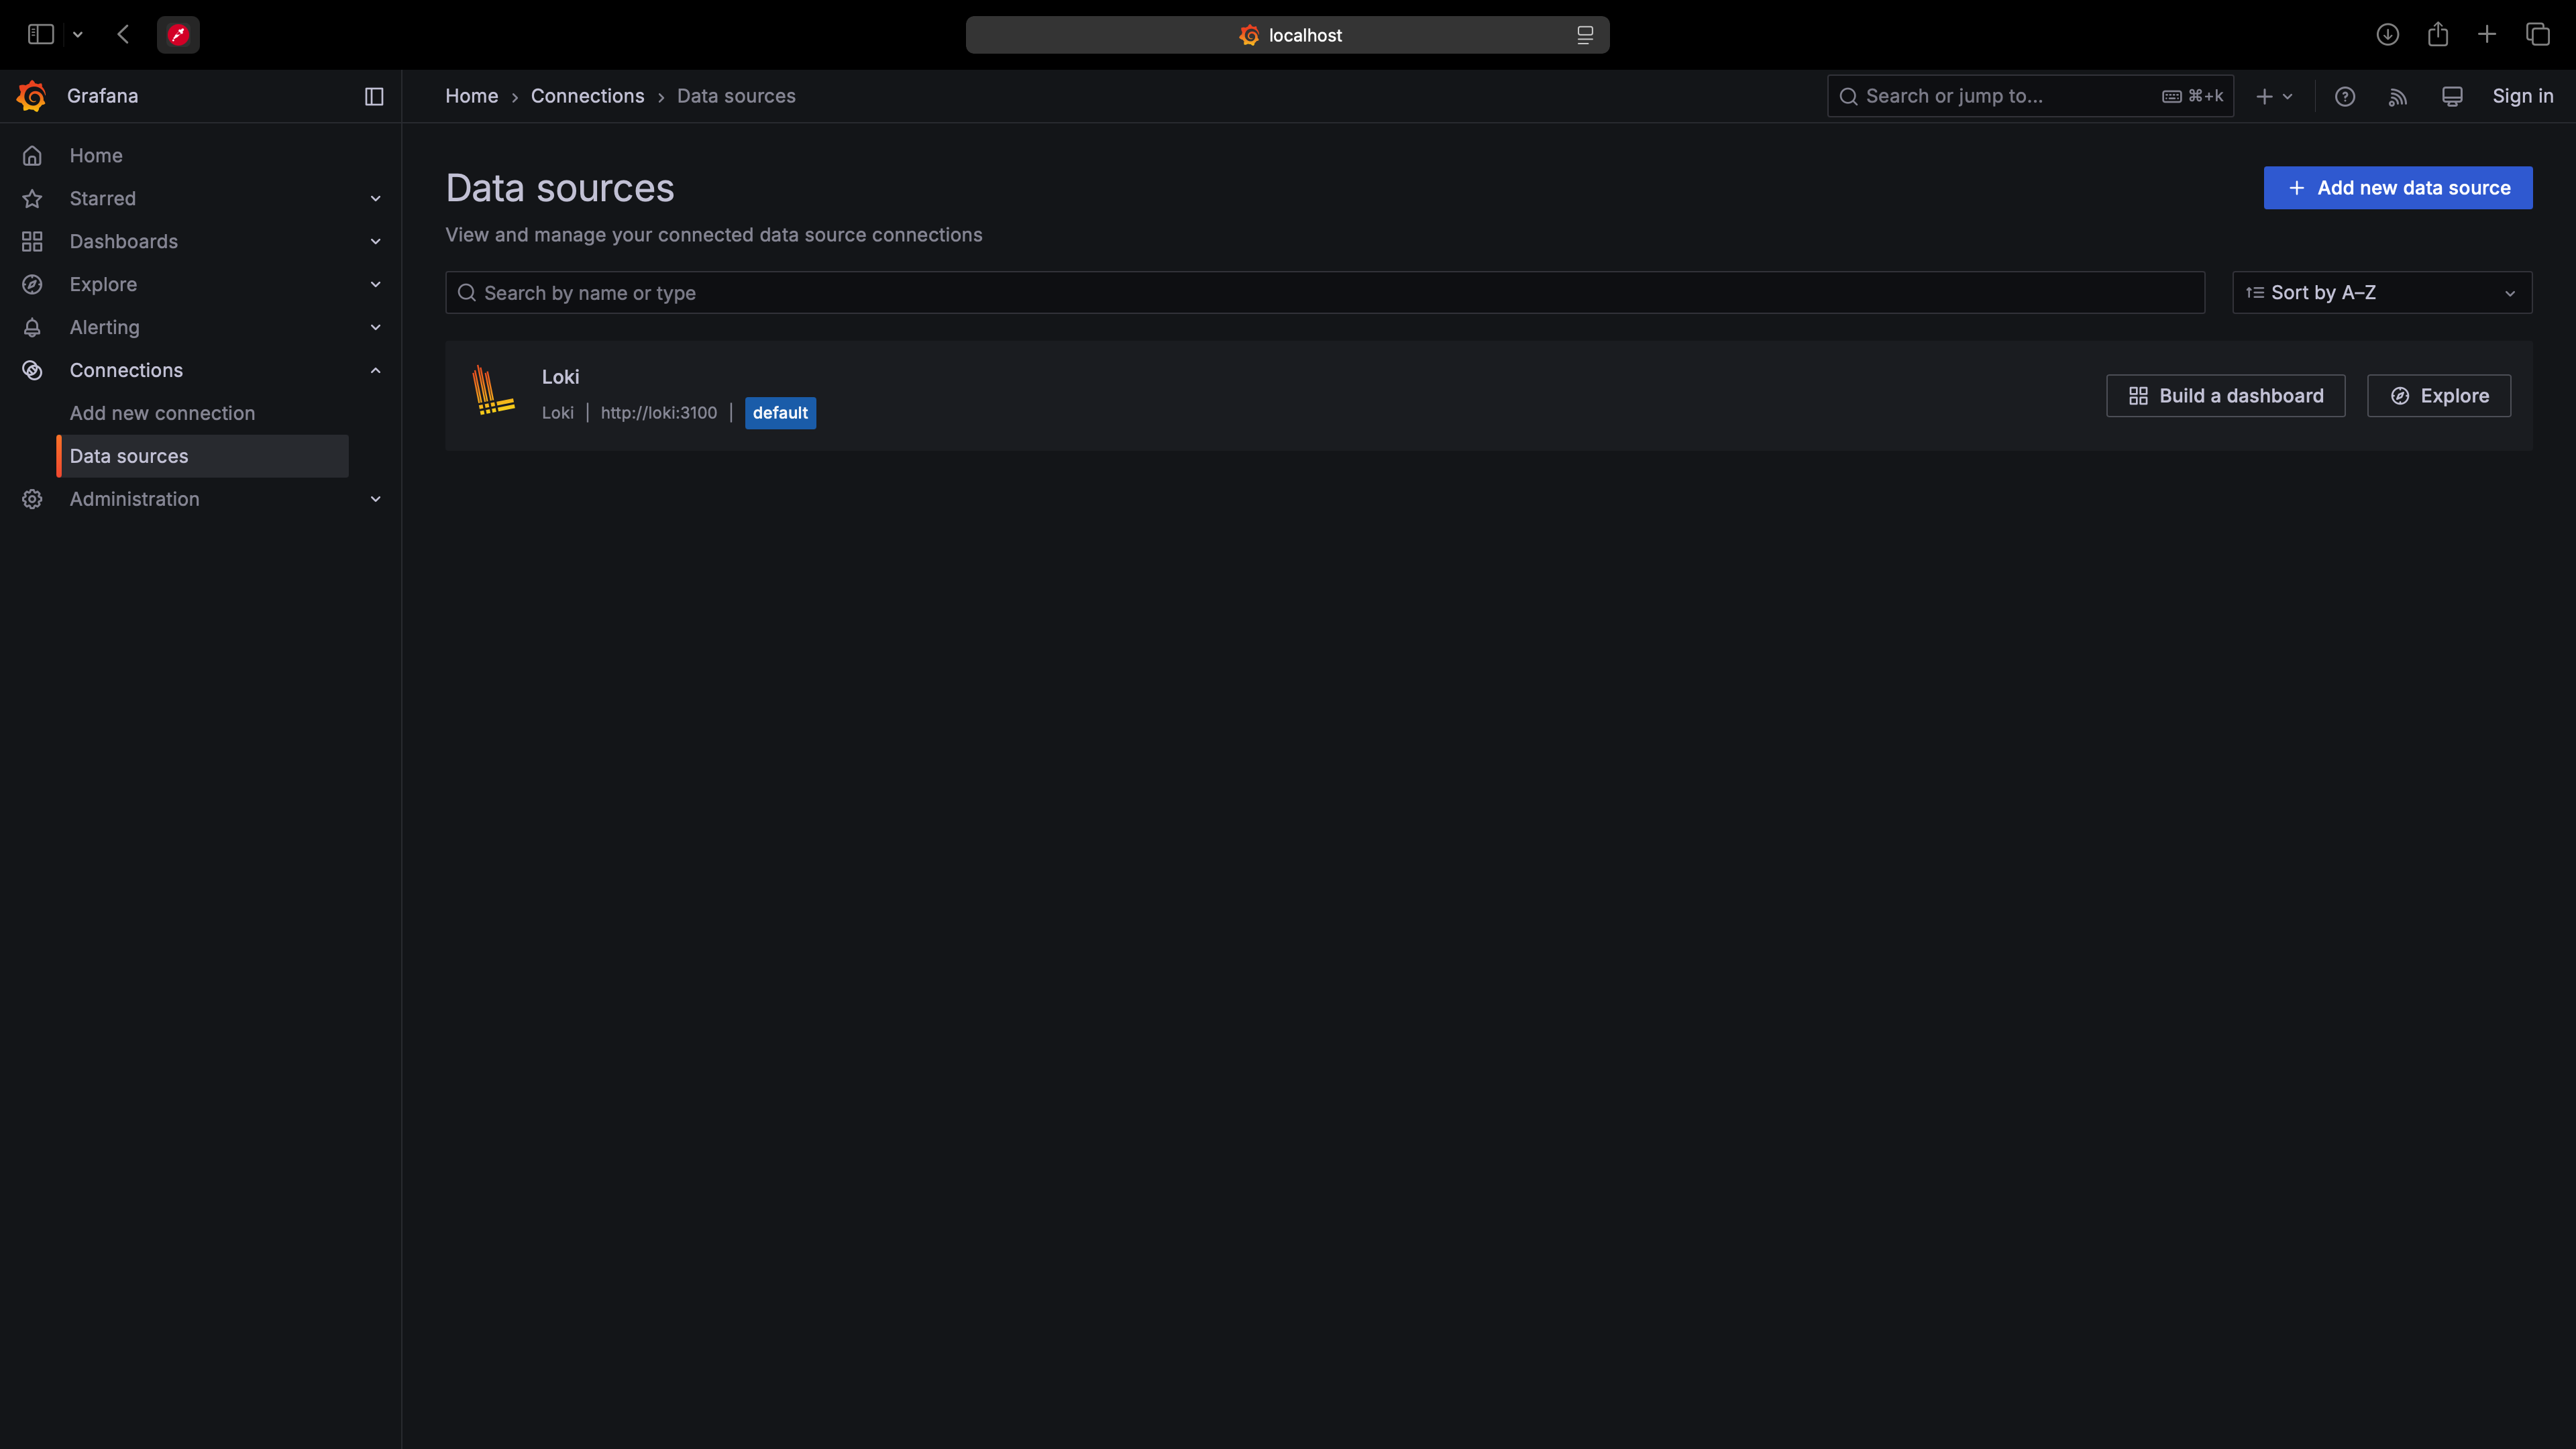 localhost
Grafana
Home › Connections › Data sources
Search or jump to...
⌘+k
Sign in
Home
Starred
Dashboards
Explore
Alerting
Connections
Add new connection
Data sources
Administration
Data sources
Add new data source
View and manage your connected data source connections
Search by name or type
Sort by A–Z
Loki
Loki | http://loki:3100 | default
Build a dashboard
Explore